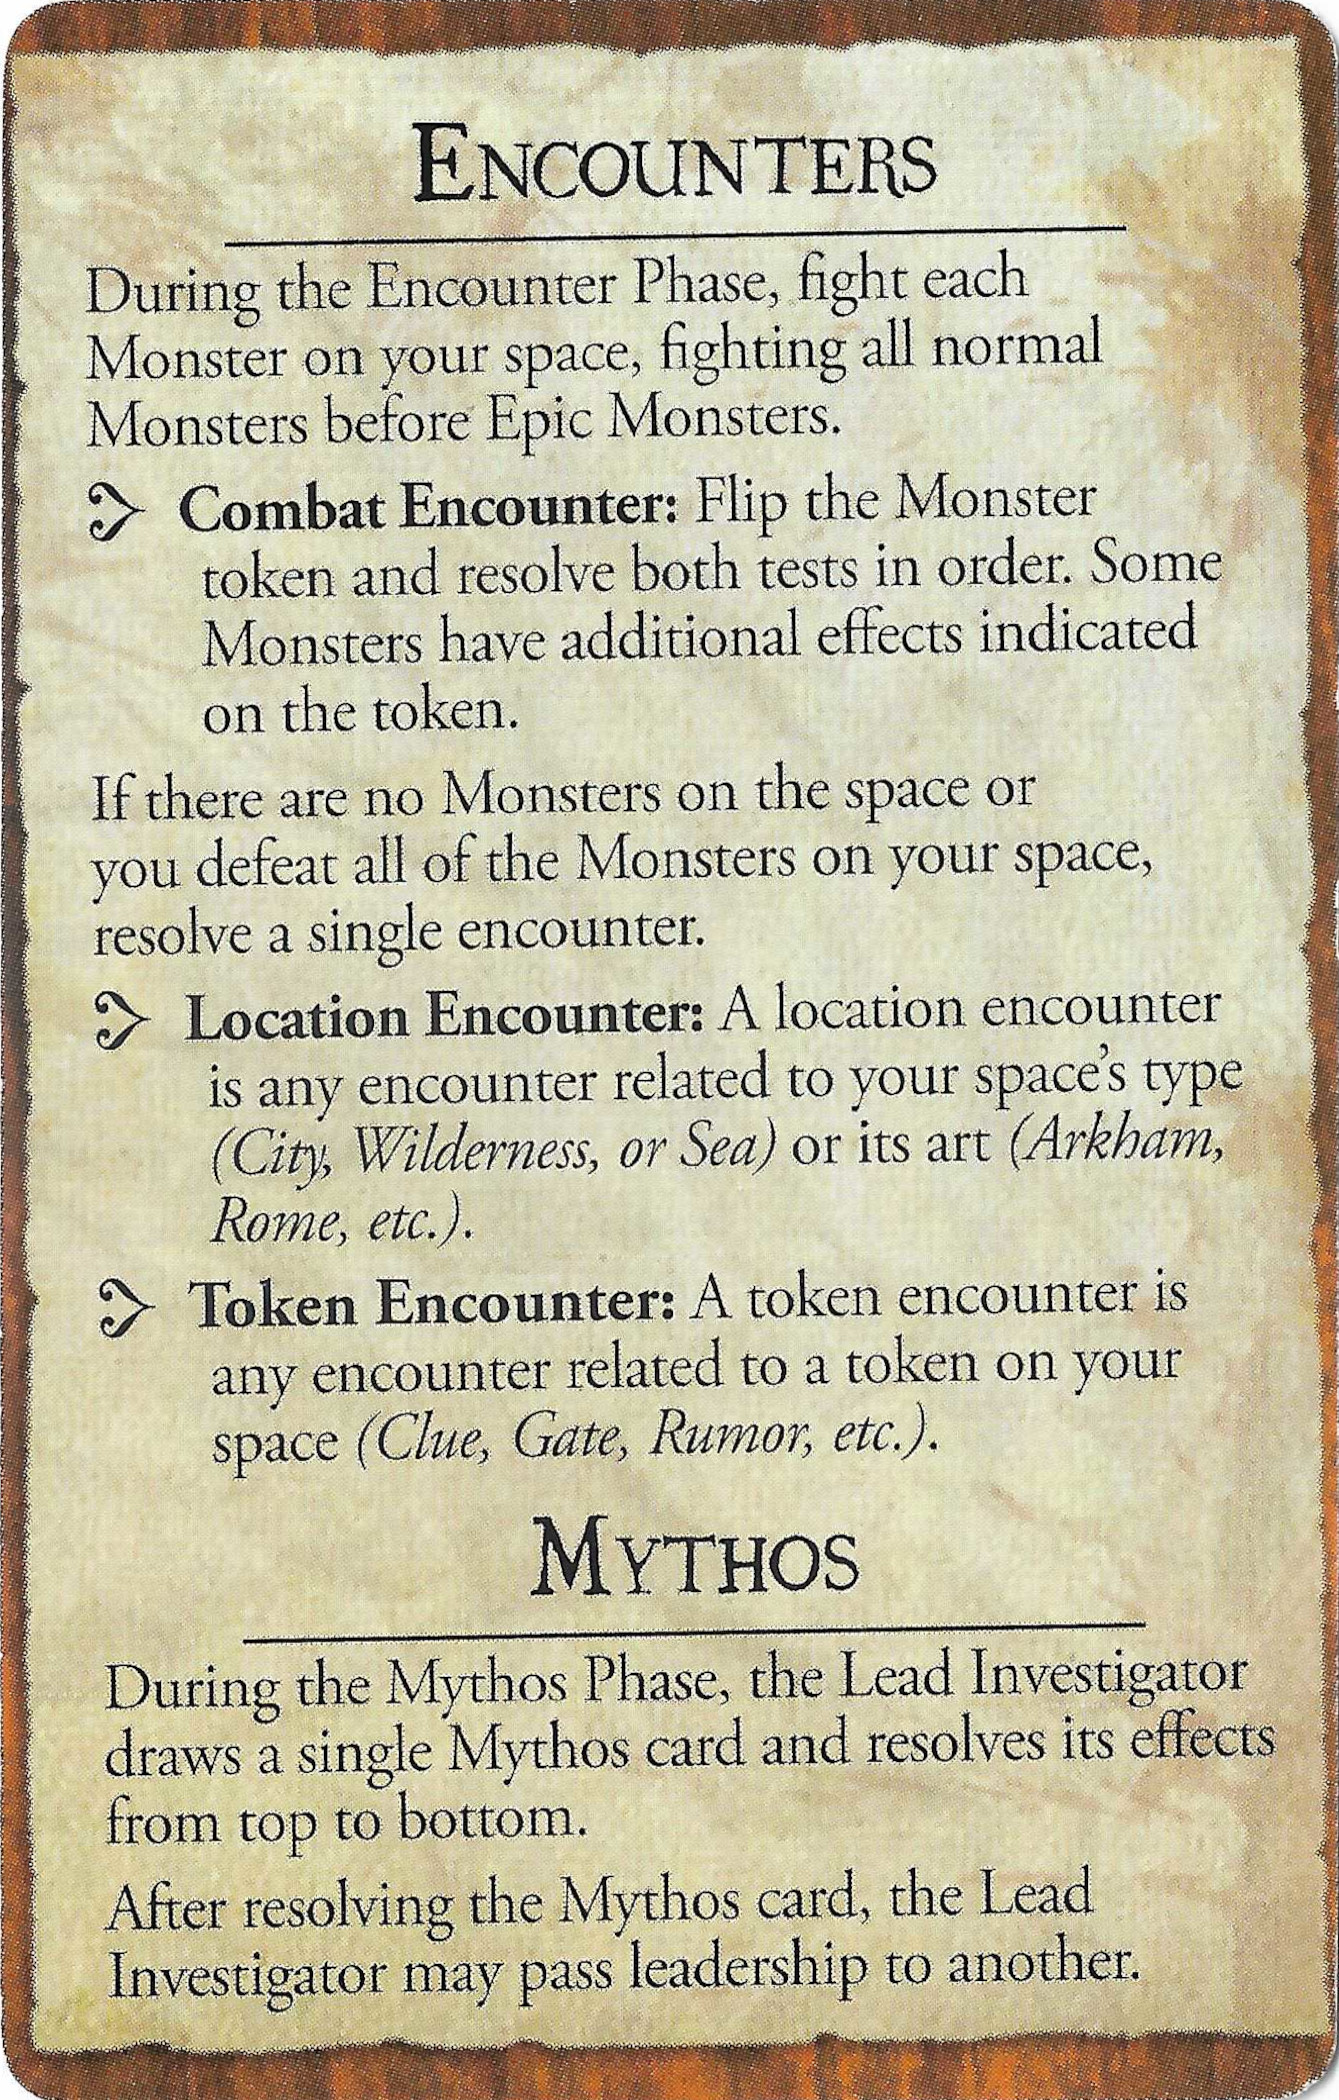 ENCOUNTERS
During the Encounter Phase, fight each
Monster on your space, fighting all normal
Monsters before Epic Monsters.
Combat Encounter: Flip the Monster
token and resolve both tests in order. Some
Monsters have additional effects indicated
on the token.
If there are no Monsters on the space or
you defeat all of the Monsters on your space,
resolve a single encounter.
Location Encounter: A location encounter
is any encounter related to your space's type
(City, Wilderness, or Sea) or its art (Arkham,
Rome, etc.).
Token Encounter: A token encounter is
any encounter related to a token on your
space (Clue, Gate, Rumor, etc.).
MYTHOS
During the Mythos Phase, the Lead Investigator
draws a single Mythos card and resolves its effects
from top to bottom.
After resolving the Mythos card, the Lead
Investigator may pass leadership to another.